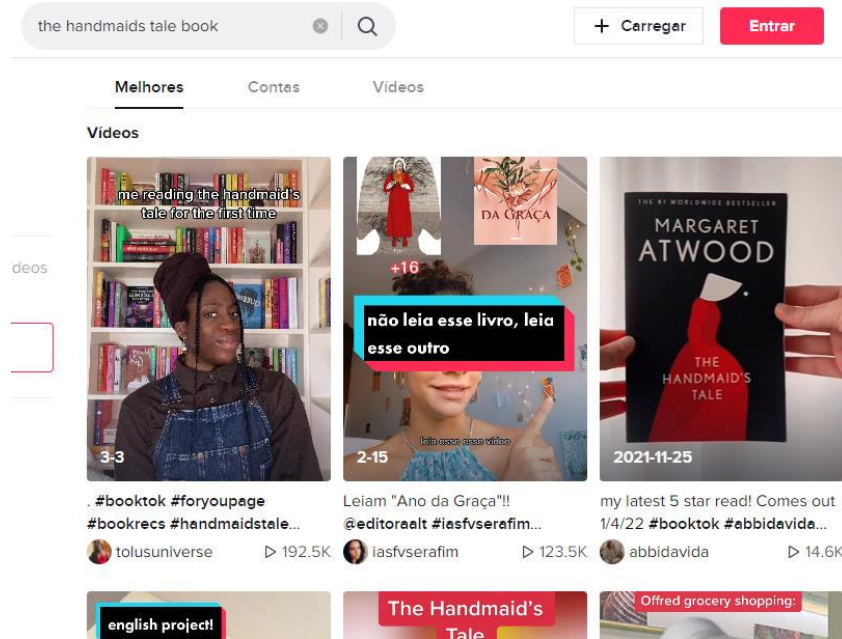 the handmaids tale book
+ Carregar
Entrar
Melhores
Contas
Vídeos
Vídeos
deos
me reading the handmaid's
tale for the first time
3-3
. #booktok #foryoupage
#bookrecs #handmaidstale...
tolusuniverse
192.5K
DA GRAÇA
+16
não leia esse livro, leia
esse outro
leia esse esse vídeo
2-15
Leiam "Ano da Graça"!!
@editoraalt #iasfvserafim...
iasfvserafim
123.5K
THE #1 WORLDWIDE BESTSELLER
MARGARET
ATWOOD
THE
HANDMAID'S
TALE
2021-11-25
my latest 5 star read! Comes out
1/4/22 #booktok #abbidavida...
abbidavida
14.6K
english project!
The Handmaid's
Tale
Offred grocery shopping: